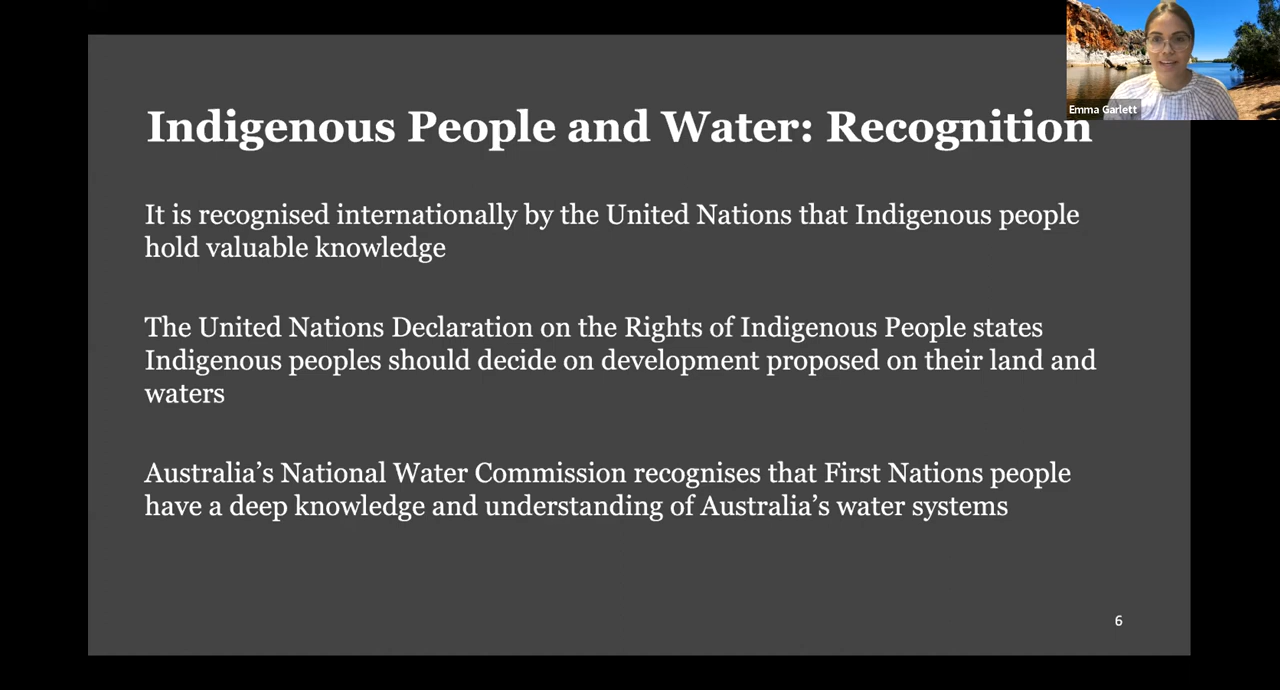 Emma Garlett
Indigenous People and Water: Recognition
It is recognised internationally by the United Nations that Indigenous people
hold valuable knowledge
The United Nations Declaration on the Rights of Indigenous People states
Indigenous peoples should decide on development proposed on their land and
waters
Australia’s National Water Commission recognises that First Nations people
have a deep knowledge and understanding of Australia’s water systems
6